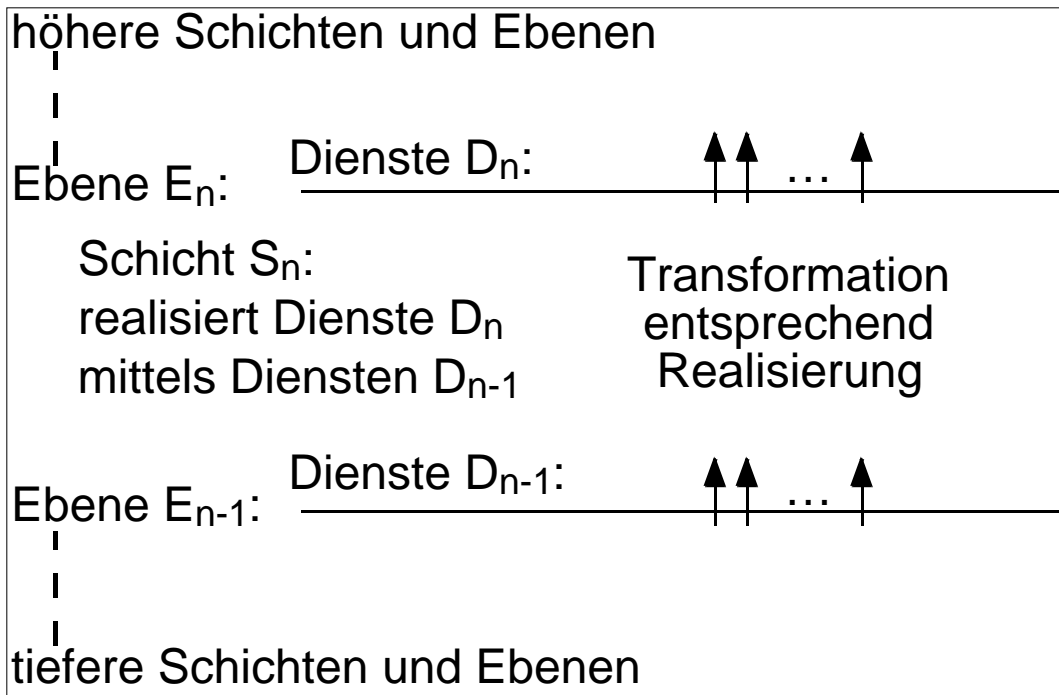 höhere Schichten und Ebenen
Dienste Dn:
Ebene En:
...
Schicht Sn:
realisiert Dienste Dn
mittels Diensten Dn-1
Transformation
entsprechend
Realisierung
Dienste Dn-1:
Ebene En-1:
...
tiefere Schichten und Ebenen